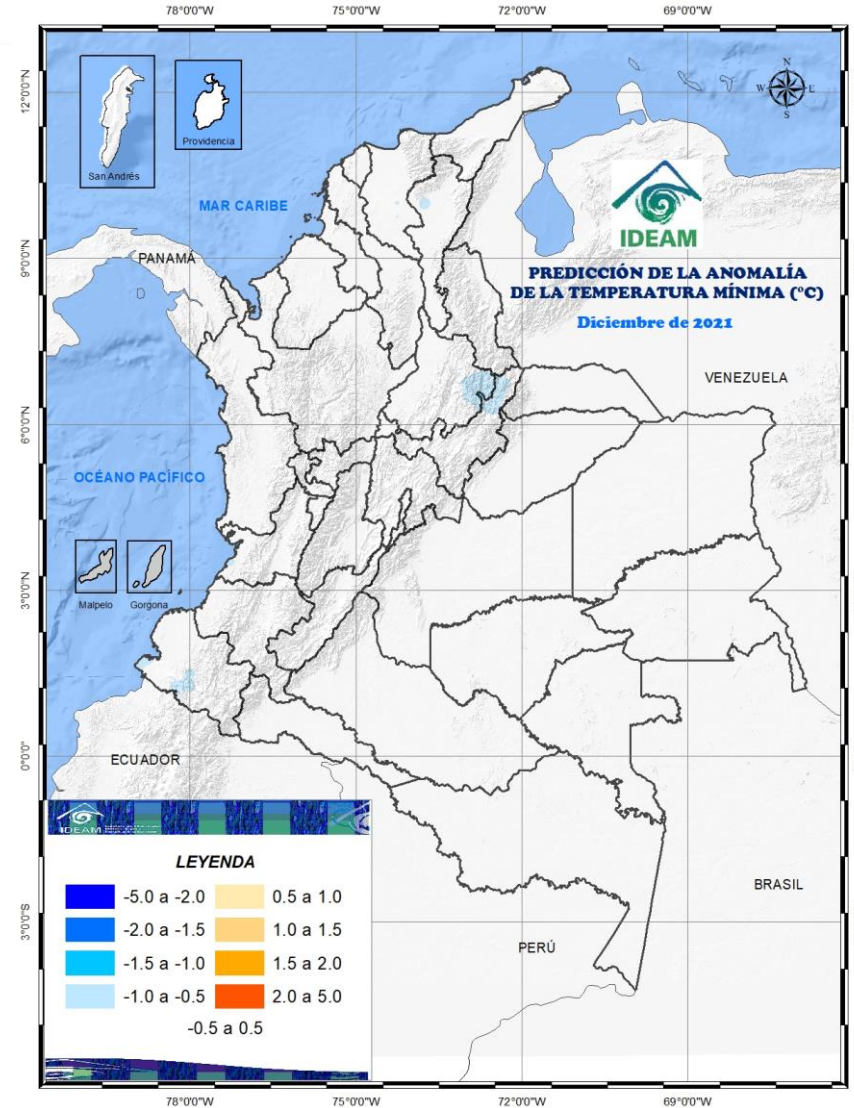 78°0'0"W
75°0'0"W
72°0'0"W
69°0'0"W
12°0'0"N
9°0'0"N
6°0'0"N
3°0'0"N
0°0'0"
3°0'0"S
San Andrés
Providencia
N
W
E
S
MAR CARIBE
IDEAM
PANAMÁ
PREDICCIÓN DE LA ANOMALÍA
DE LA TEMPERATURA MÍNIMA (°C)
Diciembre de 2021
VENEZUELA
OCÉANO PACÍFICO
Malpelo
Gorgona
ECUADOR
BRASIL
PERÚ
IDEAM
LEYENDA
-5.0 a -2.0
0.5 a 1.0
-2.0 a -1.5
1.0 a 1.5
-1.5 a -1.0
1.5 a 2.0
-1.0 a -0.5
2.0 a 5.0
-0.5 a 0.5
78°0'0"W
75°0'0"W
72°0'0"W
69°0'0"W